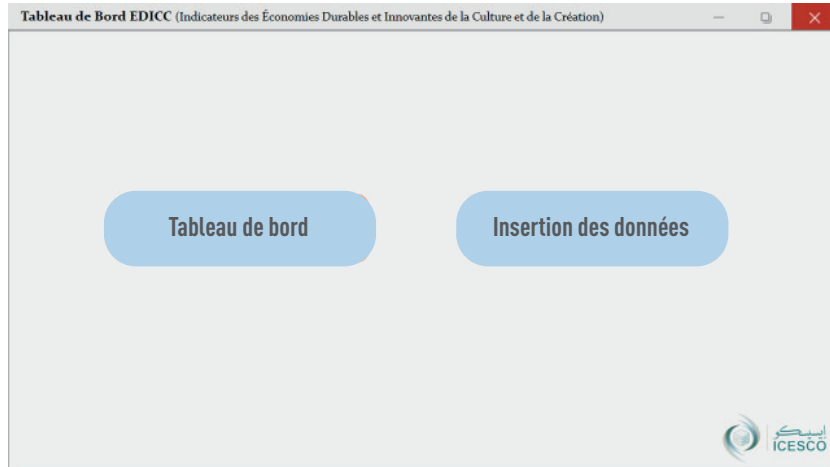 Tableau de Bord EDICC (Indicateurs des Économies Durables et Innovantes de la Culture et de la Création)
Tableau de bord
Insertion des données
إيسيسكو
ICESCO